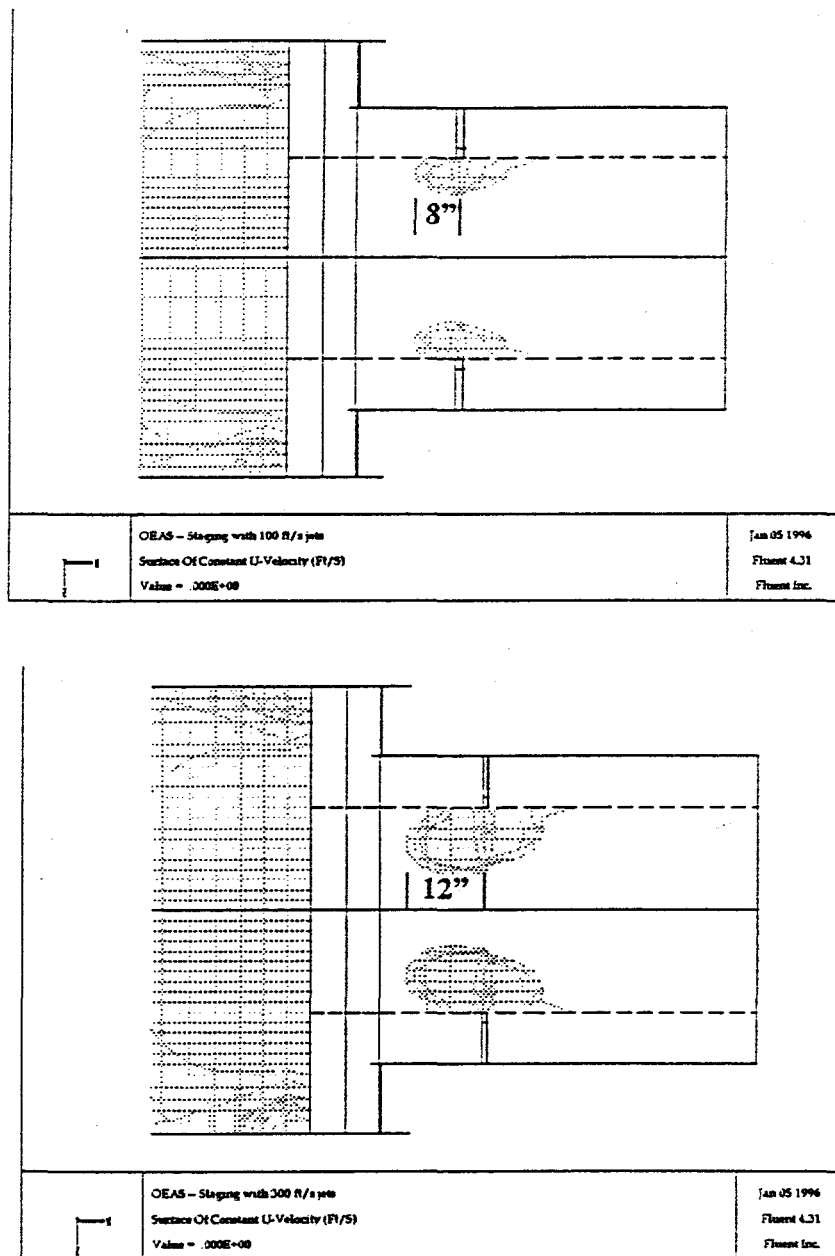 8"
OEAS – Staging with 100 ft/s jets
Surface Of Constant U-Velocity (Ft/S)
Value = .000E+00
Jan 05 1996
Fluent 4.31
Fluent Inc.
12"
OEAS – Staging with 300 ft/s jets
Surface Of Constant U-Velocity (Ft/S)
Value = .000E+00
Jan 05 1996
Fluent 4.31
Fluent Inc.